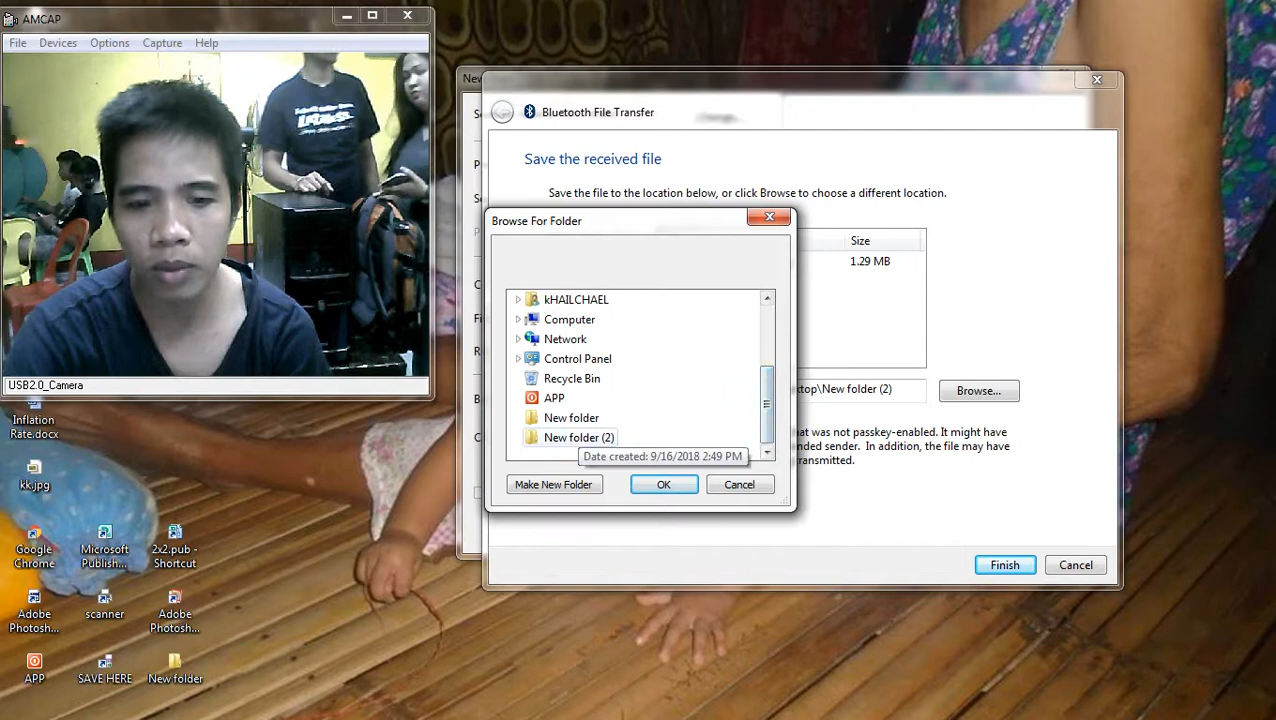 AMCAP
File Devices Options Capture Help
USB2.0_Camera
Inflation
Rate.docx
kk.jpg
Google
Chrome
Microsoft
Publish...
2x2.pub -
Shortcut
Adobe
Photosh...
scanner
Adobe
Photosh...
APP
SAVE HERE
New folder
Bluetooth File Transfer
Save the received file
Save the file to the location below, or click Browse to choose a different location.
Size
1.29 MB
ktop\New folder (2)
Browse...
that was not passkey-enabled. It might have
nded sender. In addition, the file may have
transmitted.
Finish
Cancel
Browse For Folder
kHAILCHAEL
Computer
Network
Control Panel
Recycle Bin
APP
New folder
New folder (2)
Date created: 9/16/2018 2:49 PM
Make New Folder
OK
Cancel